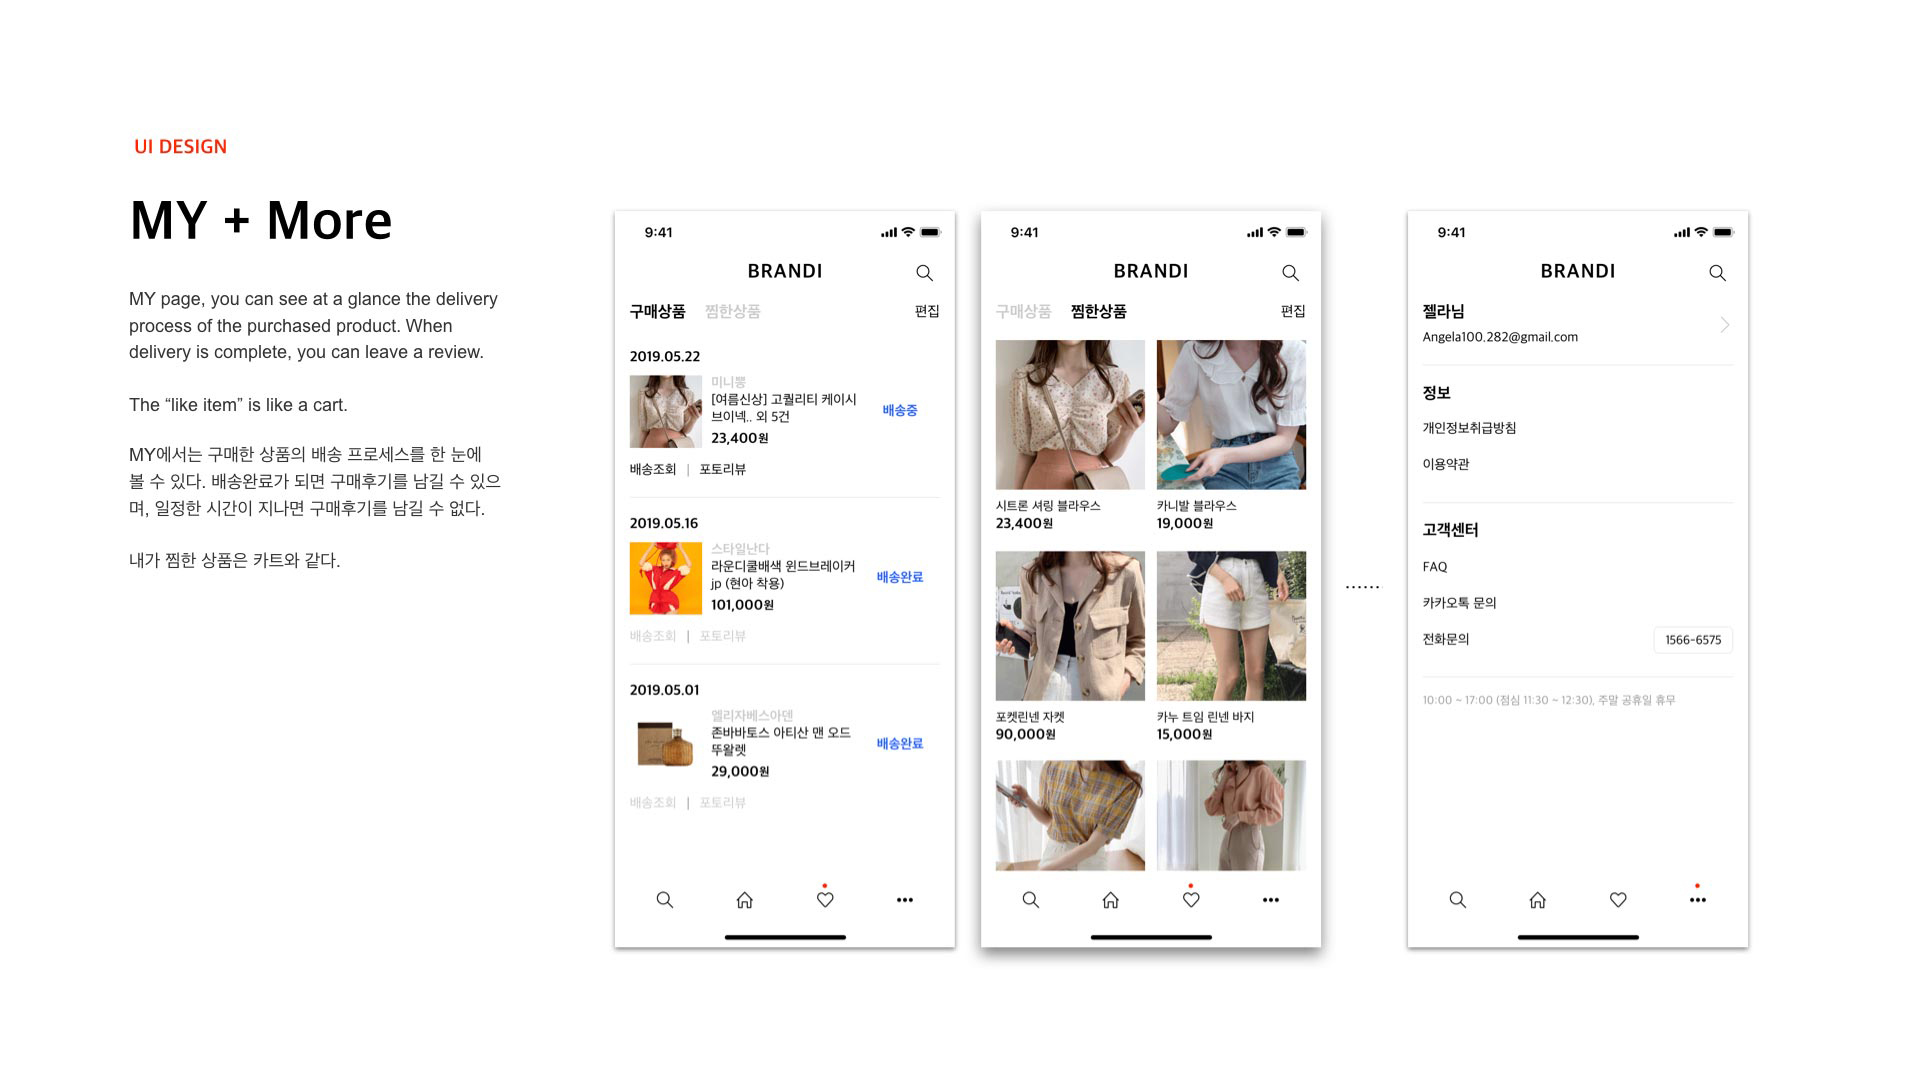 UI DESIGN
MY + More
MY page, you can see at a glance the delivery
process of the purchased product. When
delivery is complete, you can leave a review.
The “like item” is like a cart.
MY에서는 구매한 상품의 배송 프로세스를 한 눈에
볼 수 있다. 배송완료가 되면 구매후기를 남길 수 있으
며, 일정한 시간이 지나면 구매후기를 남길 수 없다.
내가 찜한 상품은 카트와 같다.
9:41
BRANDI
구매상품 찜한상품 편집
2019.05.22
미니뽕
[여름신상] 고퀄리티 케이시
브이넥.. 외 5건
23,400원
배송중
배송조회 | 포토리뷰
2019.05.16
스타일난다
라운디쿨배색 윈드브레이커
jp (현아 착용)
101,000원
배송완료
배송조회 | 포토리뷰
2019.05.01
엘리자베스아덴
존바바토스 아티산 맨 오드
뚜왈렛
29,000원
배송완료
배송조회 | 포토리뷰
9:41
BRANDI
구매상품 찜한상품 편집
시트론 셔링 블라우스
23,400원
카니발 블라우스
19,000원
포켓린넨 자켓
90,000원
카누 트임 린넨 바지
15,000원
......
9:41
BRANDI
젤라님
Angela100.282@gmail.com
정보
개인정보취급방침
이용약관
고객센터
FAQ
카카오톡 문의
전화문의 1566-6575
10:00 ~ 17:00 (점심 11:30 ~ 12:30), 주말 공휴일 휴무